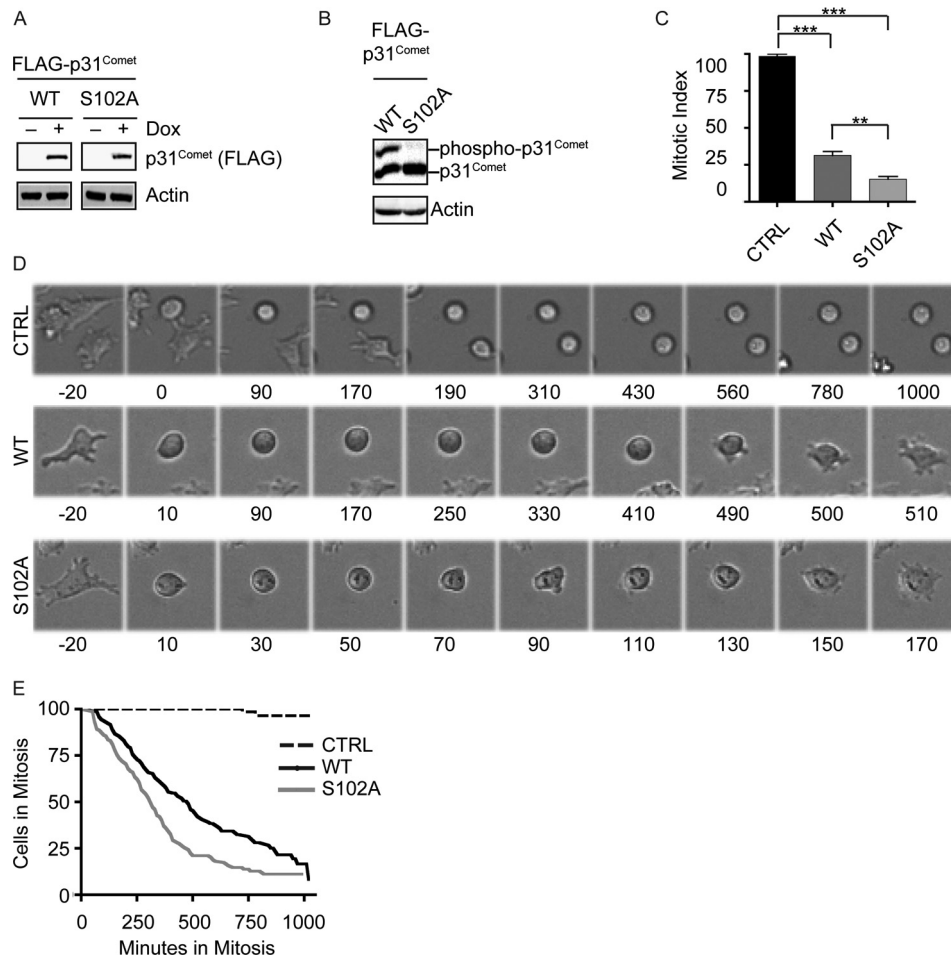 A
FLAG-p31Comet
WT S102A
– + – + Dox
p31Comet (FLAG)
Actin
B
FLAG-
p31Comet
WT S102A
phospho-p31Comet
p31Comet
Actin
C
***
***
**
Mitotic Index
100
75
50
25
0
CTRL WT S102A
D
CTRL
-20 0 90 170 190 310 430 560 780 1000
WT
-20 10 90 170 250 330 410 490 500 510
S102A
-20 10 30 50 70 90 110 130 150 170
E
Cells in Mitosis
100
75
50
25
0
CTRL
WT
S102A
0 250 500 750 1000
Minutes in Mitosis